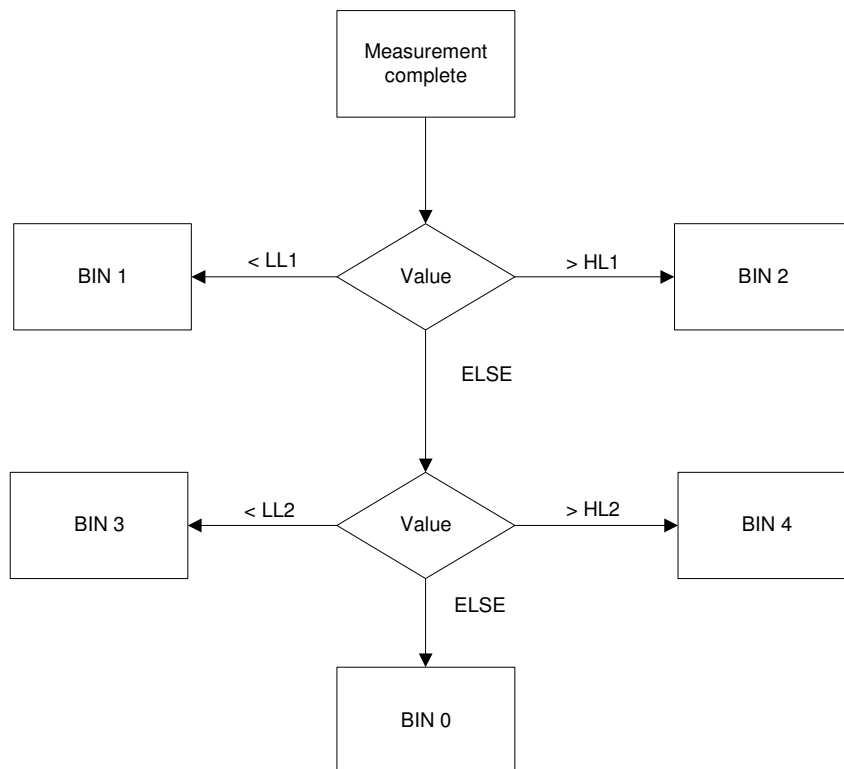 Measurement
complete
< LL1
> HL1
BIN 1
Value
BIN 2
ELSE
< LL2
> HL2
BIN 3
Value
BIN 4
ELSE
BIN 0